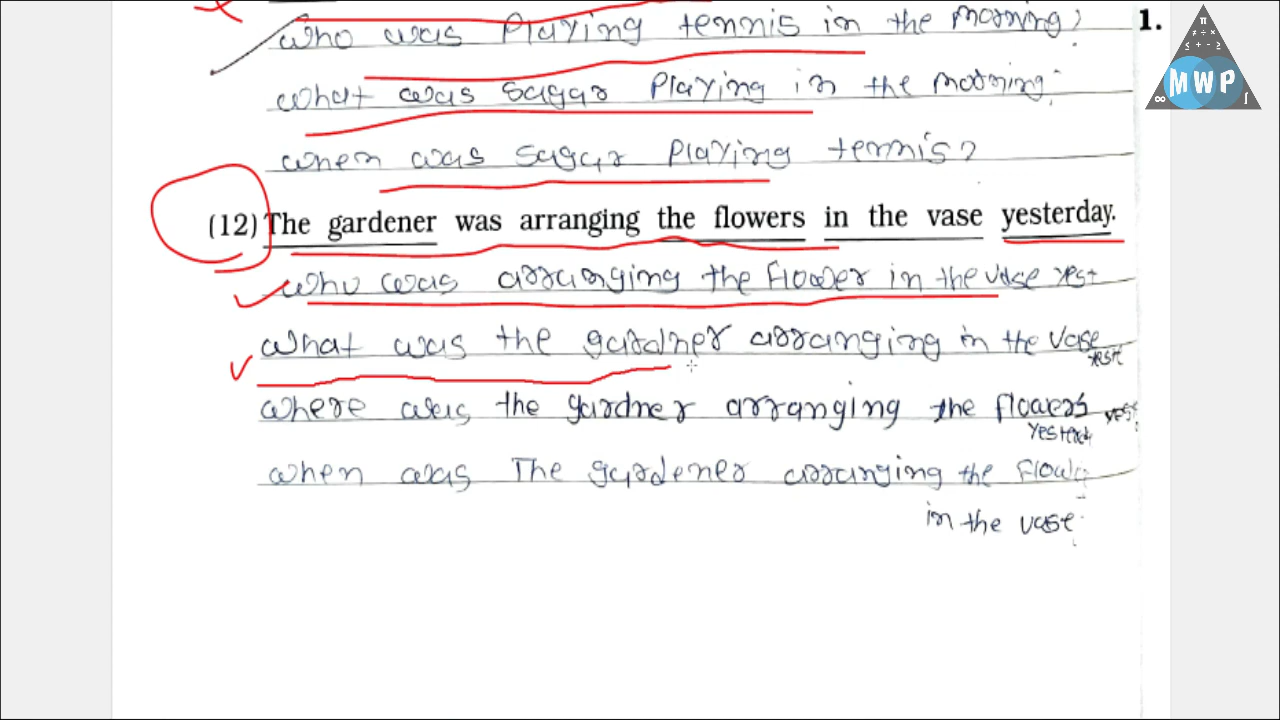 who was Playing tennis in the morning?
1.
MWP
what was sagar Playing in the morning
when was sagar Playing tennis?
(12) The gardener was arranging the flowers in the vase yesterday.
who was arranging the flower in the vase yest
what was the gardner arranging in the vase
yest
where was the gardner arranging the flowers yest
Yesterd
when was The gardener arranging the flow
in the vase